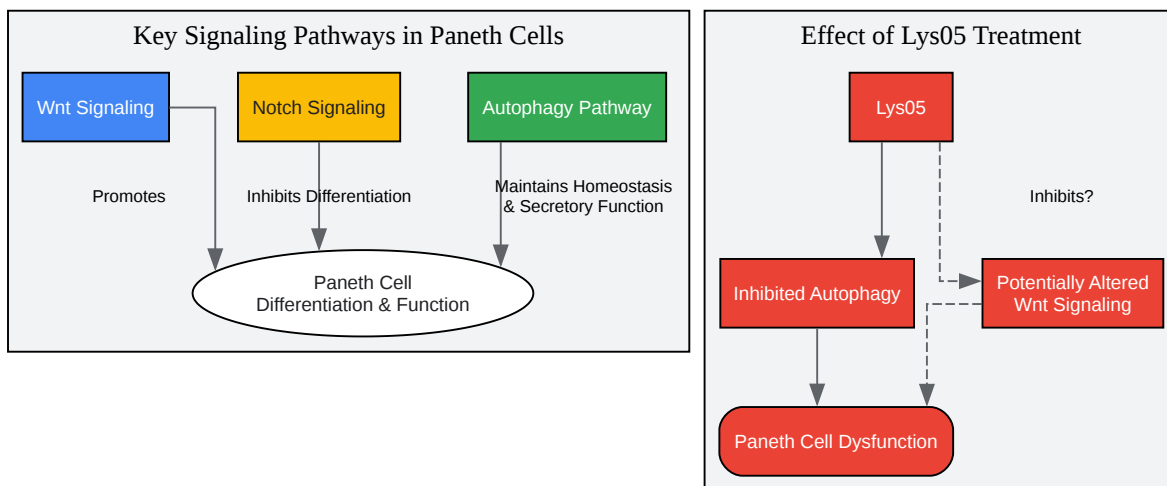 Key Signaling Pathways in Paneth Cells
Wnt Signaling
Notch Signaling
Autophagy Pathway
Promotes
Inhibits Differentiation
Maintains Homeostasis
& Secretory Function
Paneth Cell
Differentiation & Function
Effect of Lys05 Treatment
Lys05
Inhibits?
Inhibited Autophagy
Potentially Altered
Wnt Signaling
Paneth Cell Dysfunction